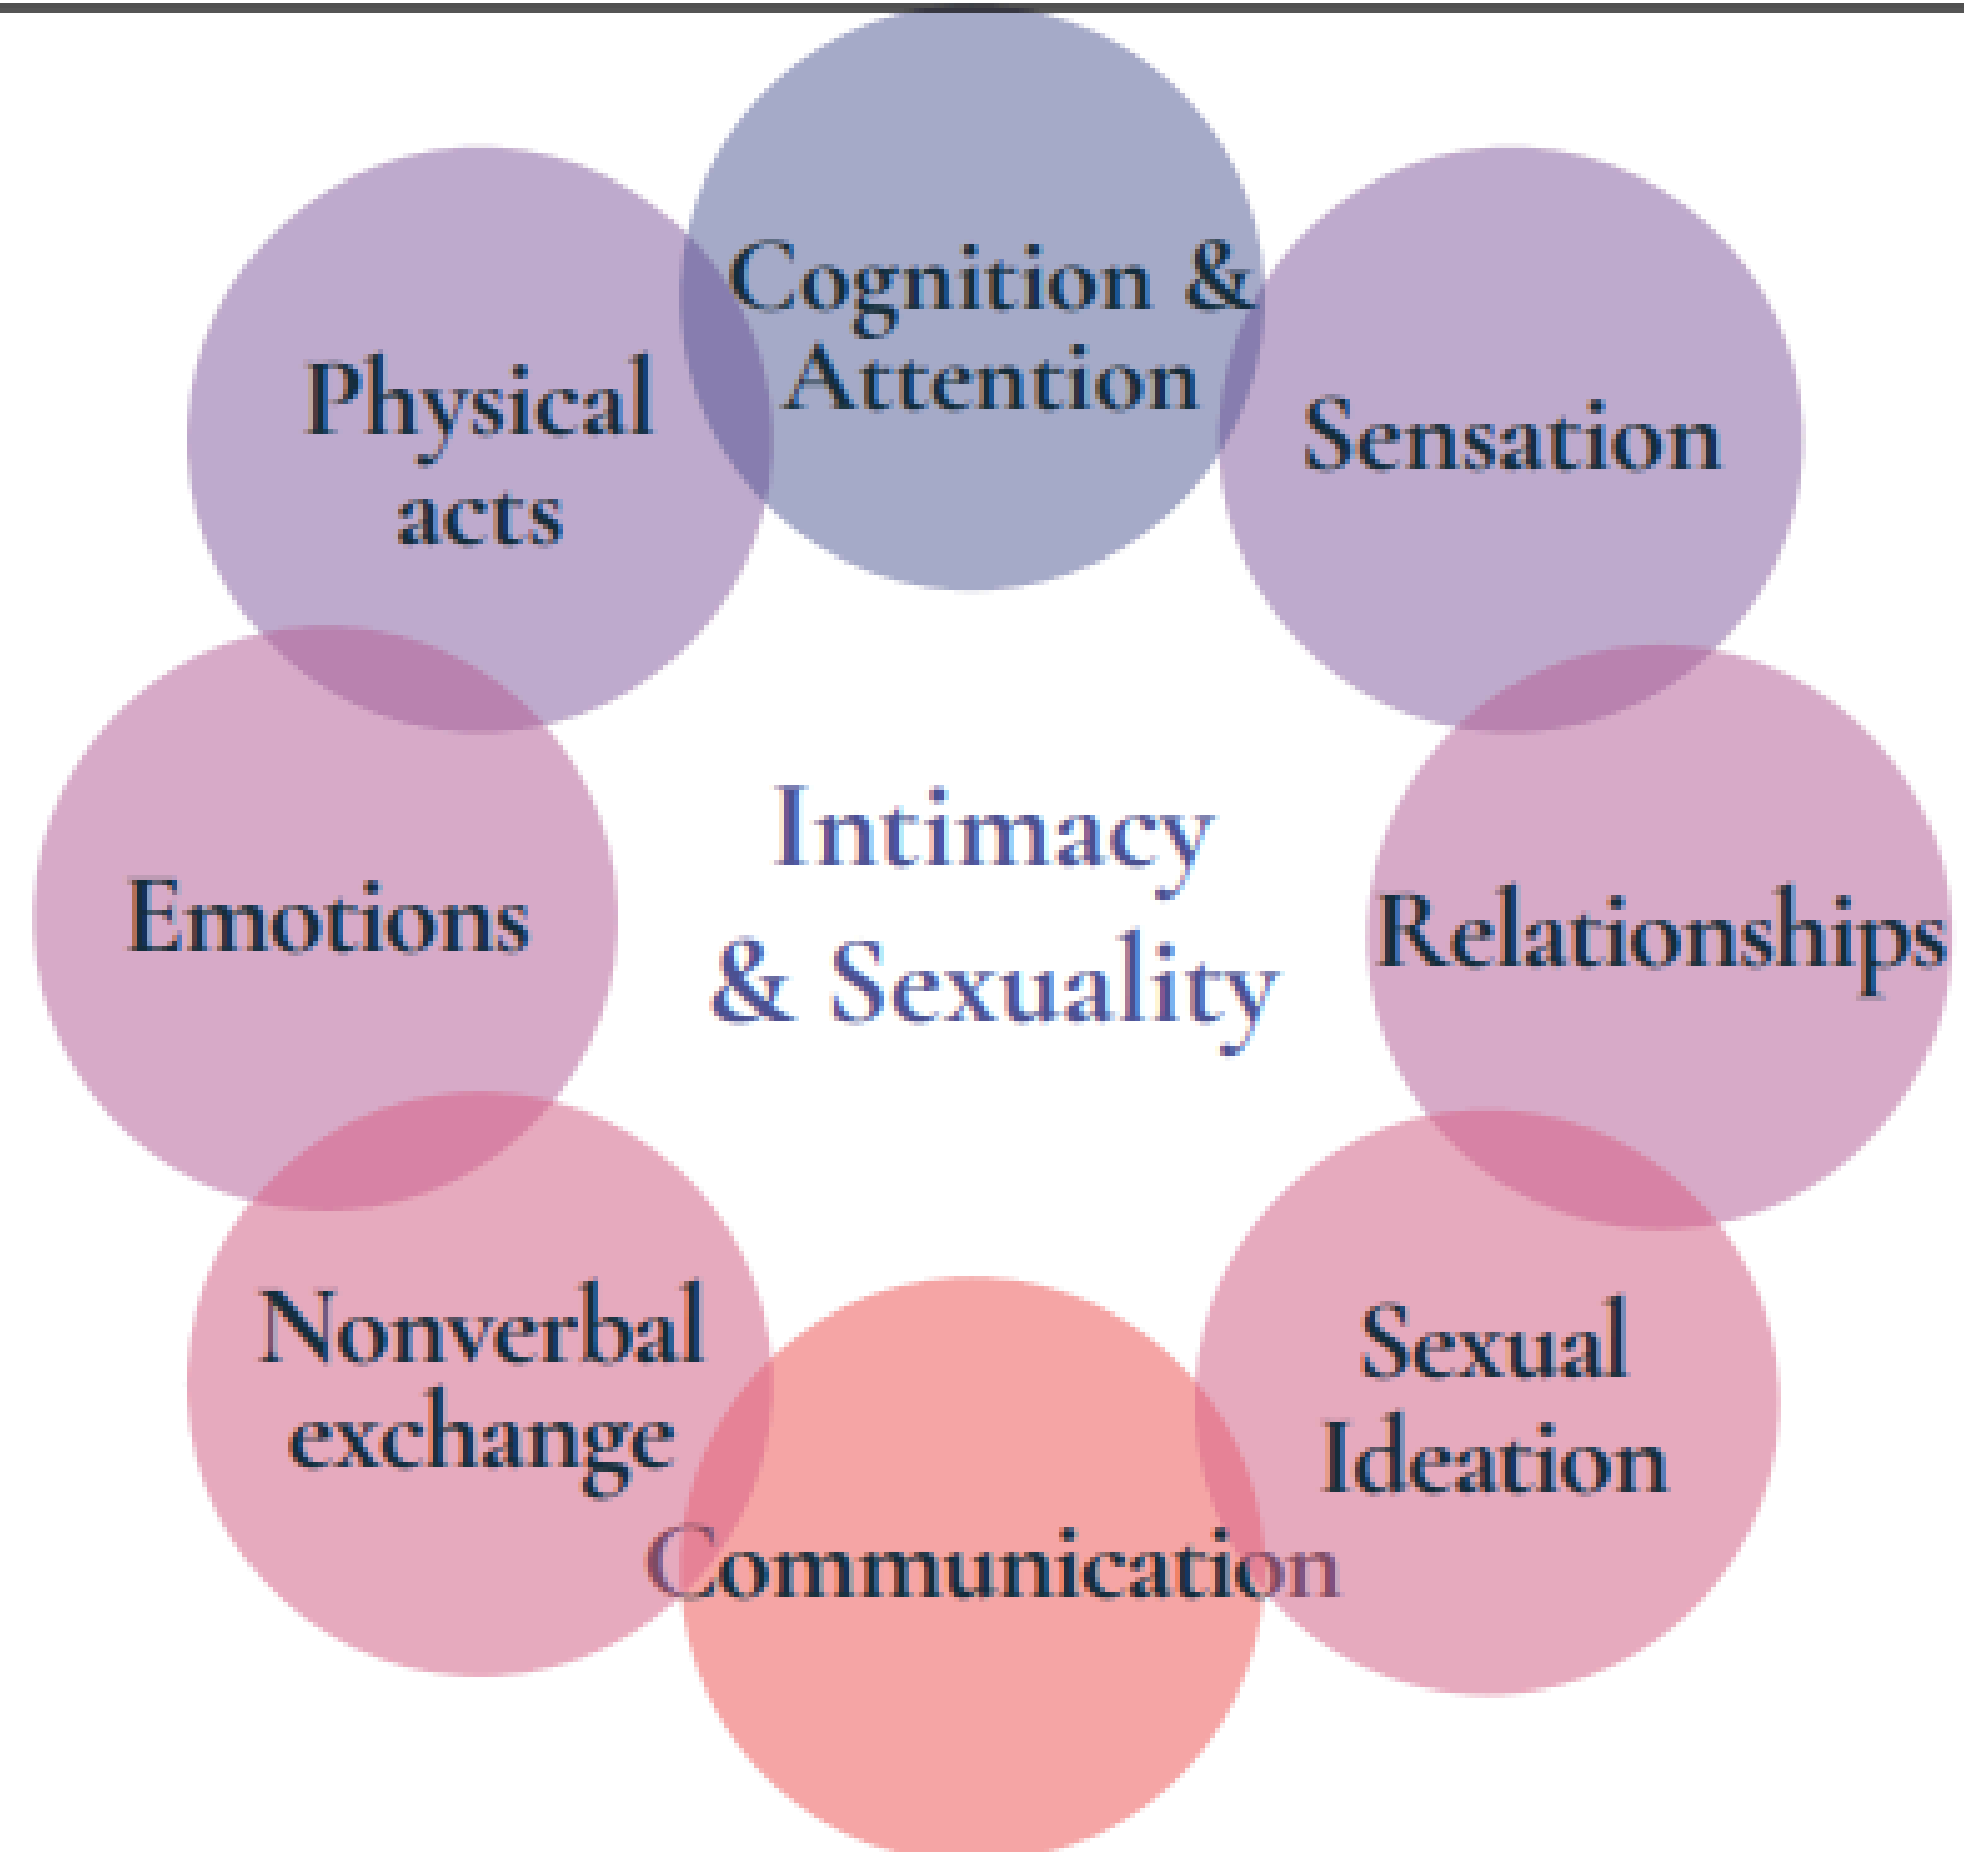 Cognition &
Attention
Physical
acts
Sensation
Intimacy
& Sexuality
Emotions
Relationships
Nonverbal
exchange
Sexual
Ideation
Communication